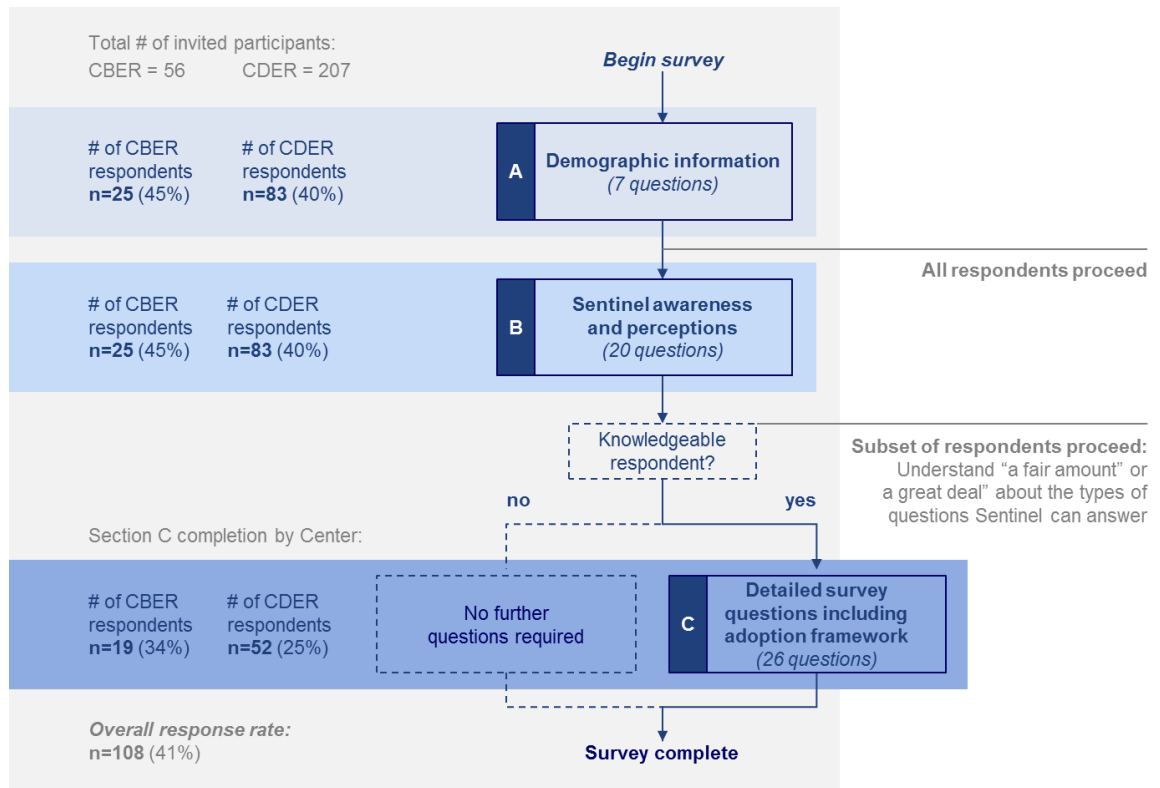 Total # of invited participants:
CBER = 56 CDER = 207
Begin survey
# of CBER
respondents
n=25 (45%)
# of CDER
respondents
n=83 (40%)
A
Demographic information
(7 questions)
All respondents proceed
# of CBER
respondents
n=25 (45%)
# of CDER
respondents
n=83 (40%)
B
Sentinel awareness
and perceptions
(20 questions)
Knowledgeable
respondent?
Subset of respondents proceed:
Understand “a fair amount” or
a great deal” about the types of
questions Sentinel can answer
no
yes
Section C completion by Center:
# of CBER
respondents
n=19 (34%)
# of CDER
respondents
n=52 (25%)
No further
questions required
C
Detailed survey
questions including
adoption framework
(26 questions)
Overall response rate:
n=108 (41%)
Survey complete